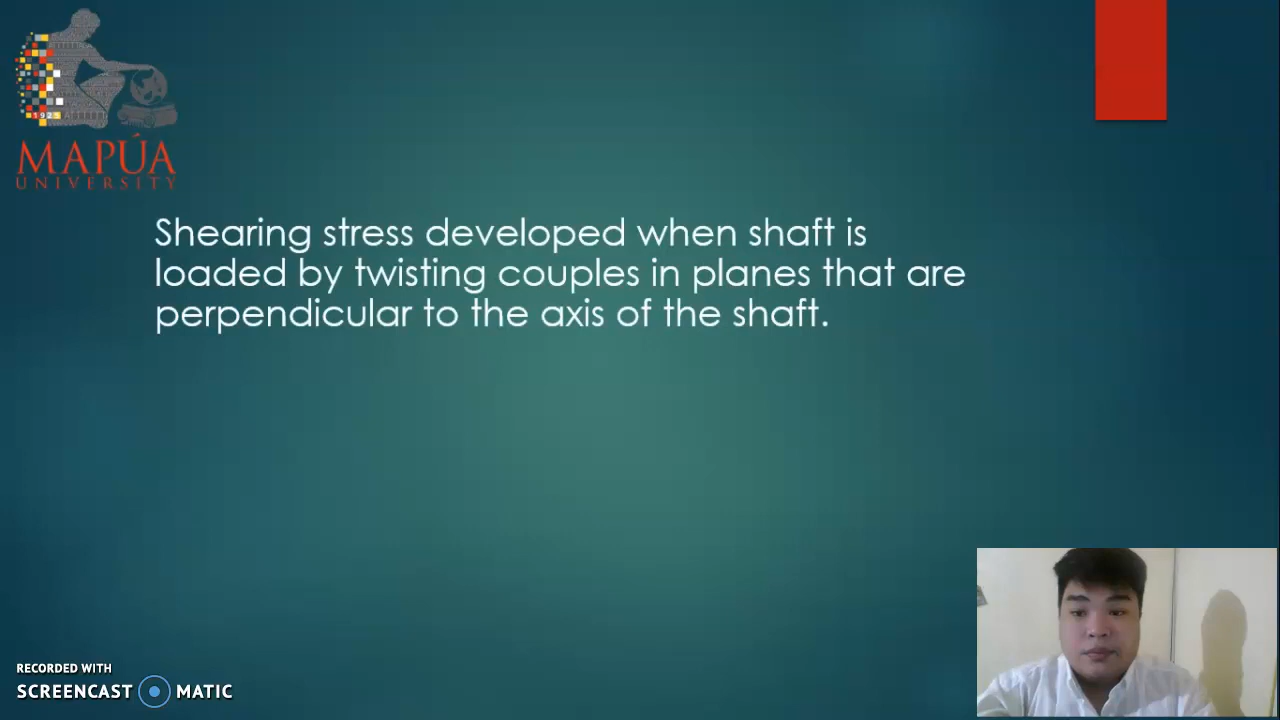 1925
MAPÚA
UNIVERSITY
Shearing stress developed when shaft is
loaded by twisting couples in planes that are
perpendicular to the axis of the shaft.
RECORDED WITH
SCREENCAST MATIC